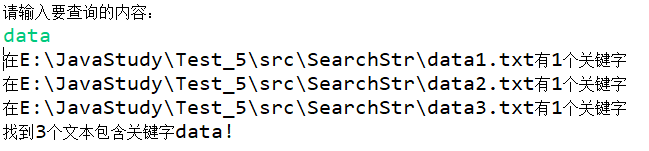 请输入要查询的内容：
data
在E:\JavaStudy\Test_5\src\SearchStr\data1.txt有1个关键字
在E:\JavaStudy\Test_5\src\SearchStr\data2.txt有1个关键字
在E:\JavaStudy\Test_5\src\SearchStr\data3.txt有1个关键字
找到3个文本包含关键字data!